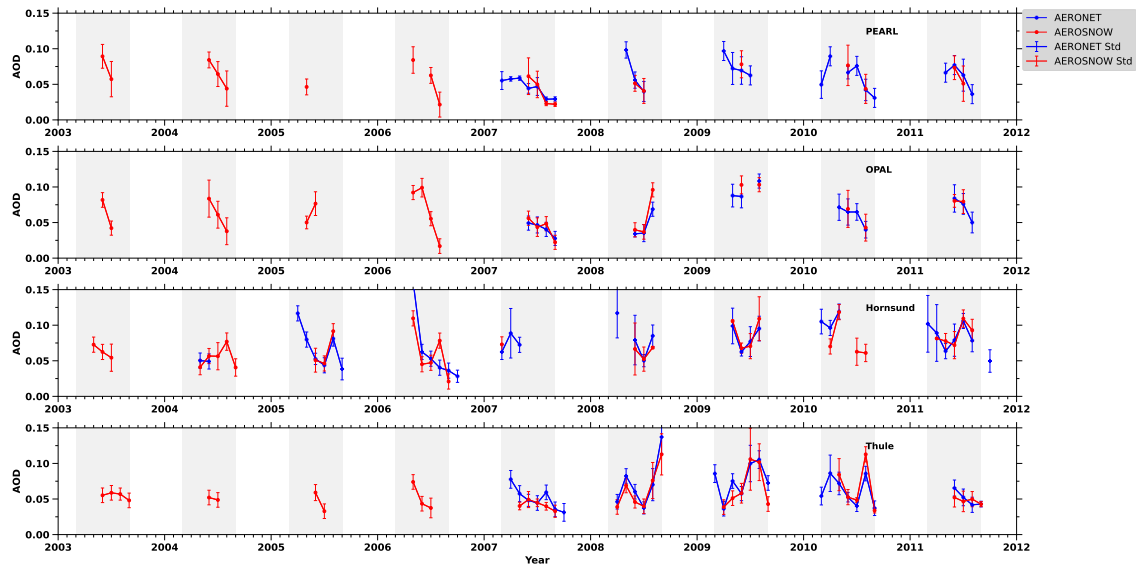 0.15
PEARL
AERONET
AEROSNOW
AERONET Std
AEROSNOW Std
0.10
AOD
0.05
0.00
2003 2004 2005 2006 2007 2008 2009 2010 2011 2012
0.15
OPAL
0.10
AOD
0.05
0.00
2003 2004 2005 2006 2007 2008 2009 2010 2011 2012
0.15
Hornsund
0.10
AOD
0.05
0.00
2003 2004 2005 2006 2007 2008 2009 2010 2011 2012
0.15
Thule
0.10
AOD
0.05
0.00
2003 2004 2005 2006 2007 2008 2009 2010 2011 2012
Year